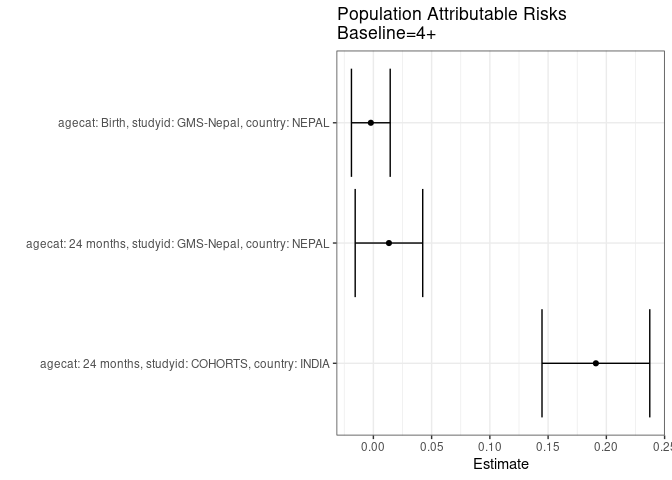 Population Attributable Risks
Baseline=4+
agecat: Birth, studyid: GMS-Nepal, country: NEPAL
agecat: 24 months, studyid: GMS-Nepal, country: NEPAL
agecat: 24 months, studyid: COHORTS, country: INDIA
0.00 0.05 0.10 0.15 0.20
Estimate